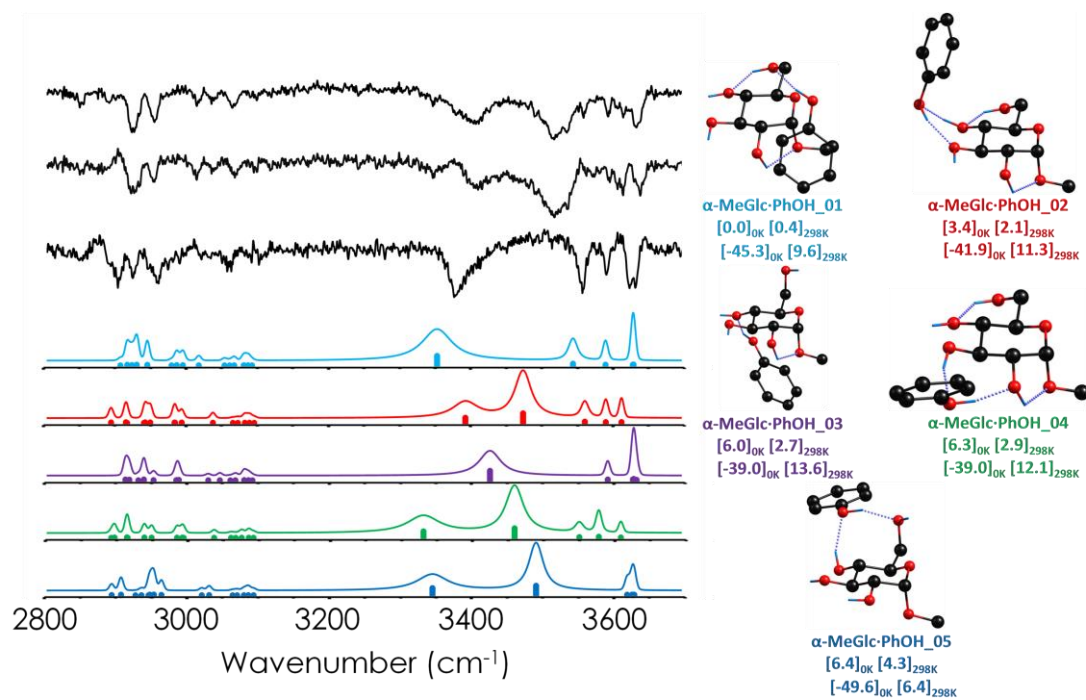 α-MeGlc·PhOH_01
[0.0]0K [0.4]298K
[-45.3]0K [9.6]298K
α-MeGlc·PhOH_02
[3.4]0K [2.1]298K
[-41.9]0K [11.3]298K
α-MeGlc·PhOH_03
[6.0]0K [2.7]298K
[-39.0]0K [13.6]298K
α-MeGlc·PhOH_04
[6.3]0K [2.9]298K
[-39.0]0K [12.1]298K
α-MeGlc·PhOH_05
[6.4]0K [4.3]298K
[-49.6]0K [6.4]298K
2800 3000 3200 3400 3600
Wavenumber (cm-1)